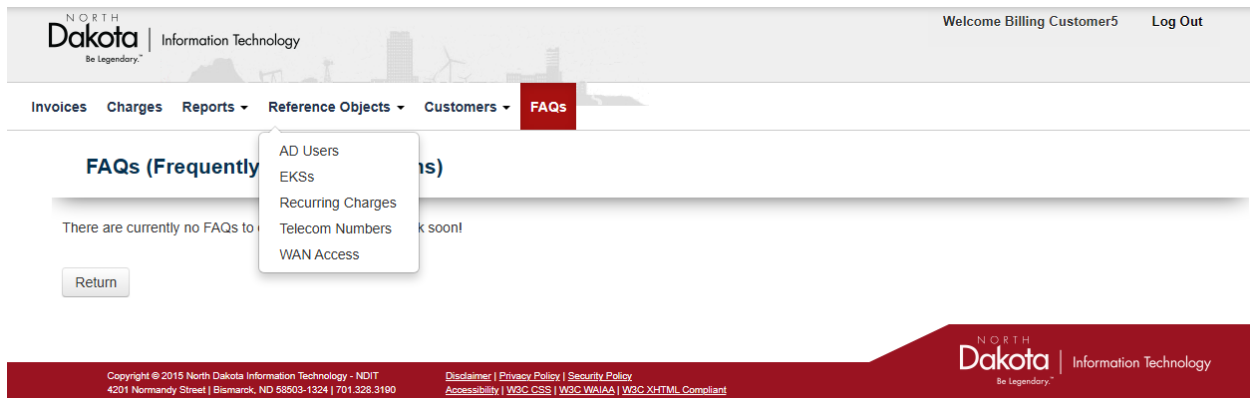 NORTH
Dakota | Information Technology
Be Legendary.™
Welcome Billing Customer5 Log Out
Invoices Charges Reports Reference Objects Customers FAQs
AD Users
EKSs
Recurring Charges
Telecom Numbers
WAN Access
FAQs (Frequently ns)
There are currently no FAQs to k soon!
Return
Copyright © 2015 North Dakota Information Technology - NDIT
4201 Normandy Street | Bismarck, ND 58503-1324 | 701.328.3190
Disclaimer | Privacy Policy | Security Policy
Accessibility | W3C CSS | W3C WAIAA | W3C XHTML Compliant
NORTH
Dakota | Information Technology
Be Legendary.™